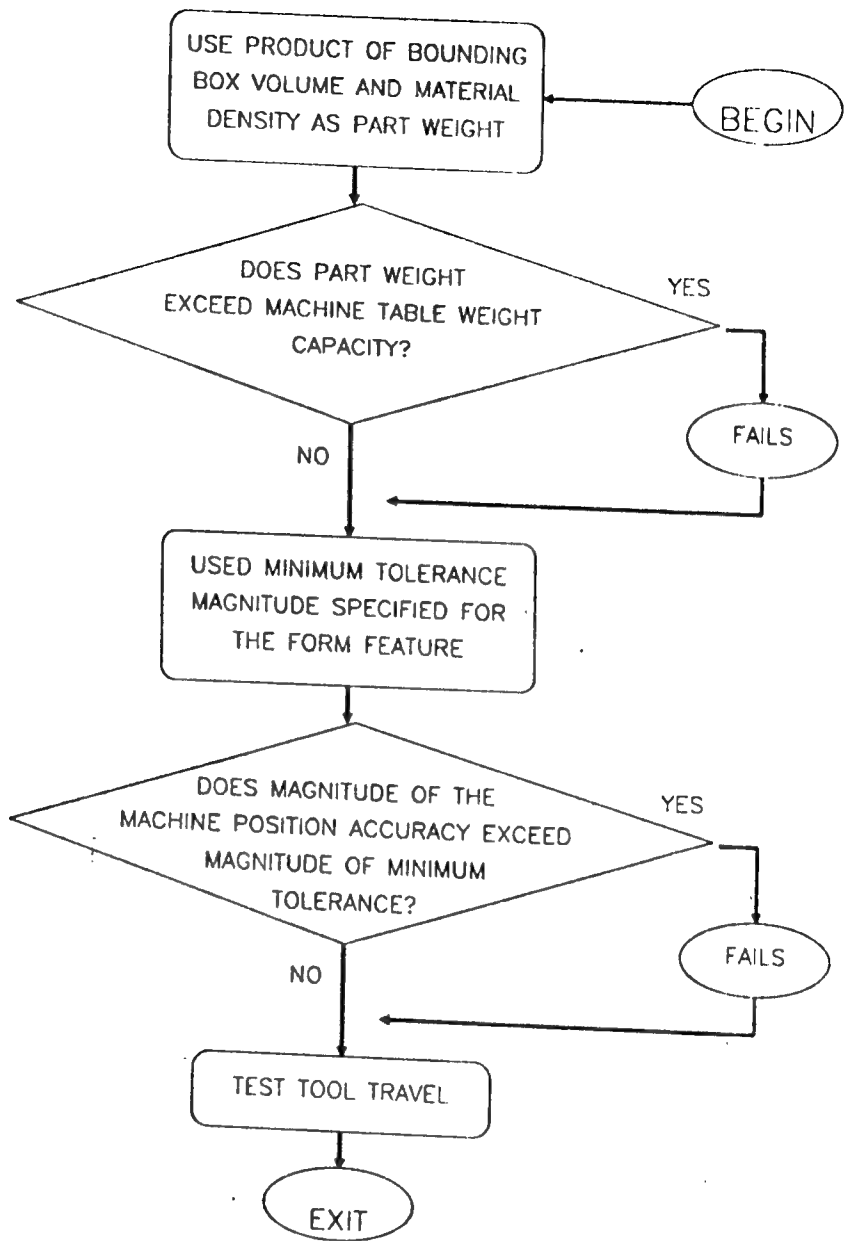 USE PRODUCT OF BOUNDING
BOX VOLUME AND MATERIAL
DENSITY AS PART WEIGHT
BEGIN
DOES PART WEIGHT
EXCEED MACHINE TABLE WEIGHT
CAPACITY?
YES
FAILS
NO
USED MINIMUM TOLERANCE
MAGNITUDE SPECIFIED FOR
THE FORM FEATURE
DOES MAGNITUDE OF THE
MACHINE POSITION ACCURACY EXCEED
MAGNITUDE OF MINIMUM
TOLERANCE?
YES
FAILS
NO
TEST TOOL TRAVEL
EXIT